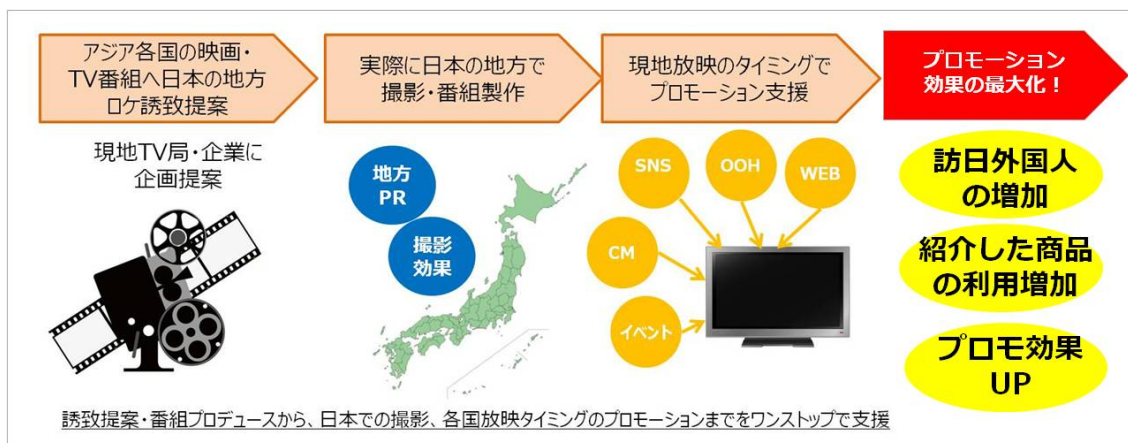 アジア各国の映画・
TV番組へ日本の地方
ロケ誘致提案
実際に日本の地方で
撮影・番組製作
現地放映のタイミングで
プロモーション支援
プロモーション
効果の最大化！
現地TV局・企業に
企画提案
地方
PR
撮影
効果
SNS
OOH
WEB
CM
イベント
訪日外国人
の増加
紹介した商品
の利用増加
プロモ効果
UP
誘致提案・番組プロデュースから、日本での撮影、各国放映タイミングのプロモーションまでをワンストップで支援